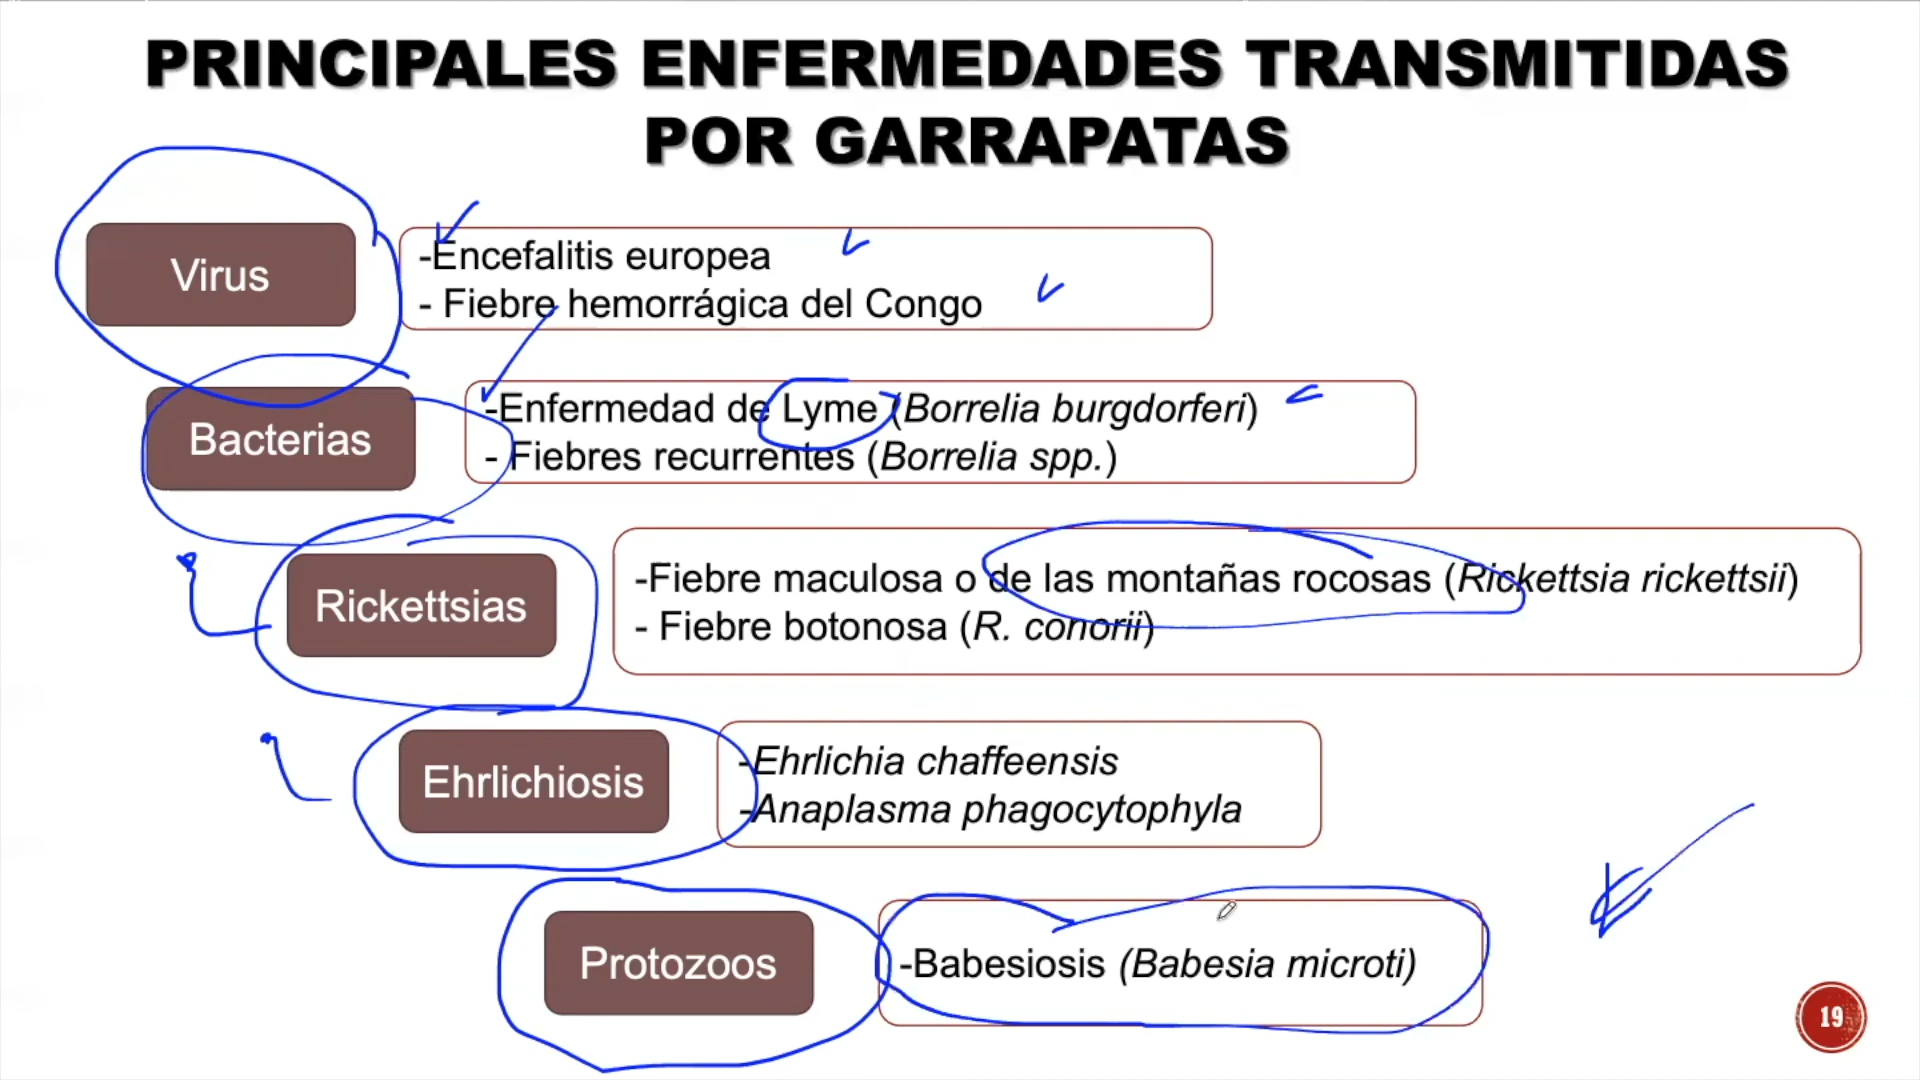 PRINCIPALES ENFERMEDADES TRANSMITIDAS
POR GARRAPATAS
Virus
-Encefalitis europea
- Fiebre hemorrágica del Congo
Bacterias
-Enfermedad de Lyme (Borrelia burgdorferi)
- Fiebres recurrentes (Borrelia spp.)
Rickettsias
-Fiebre maculosa o de las montañas rocosas (Rickettsia rickettsii)
- Fiebre botonosa (R. conorii)
Ehrlichiosis
-Ehrlichia chaffeensis
-Anaplasma phagocytophyla
Protozoos
-Babesiosis (Babesia microti)
19